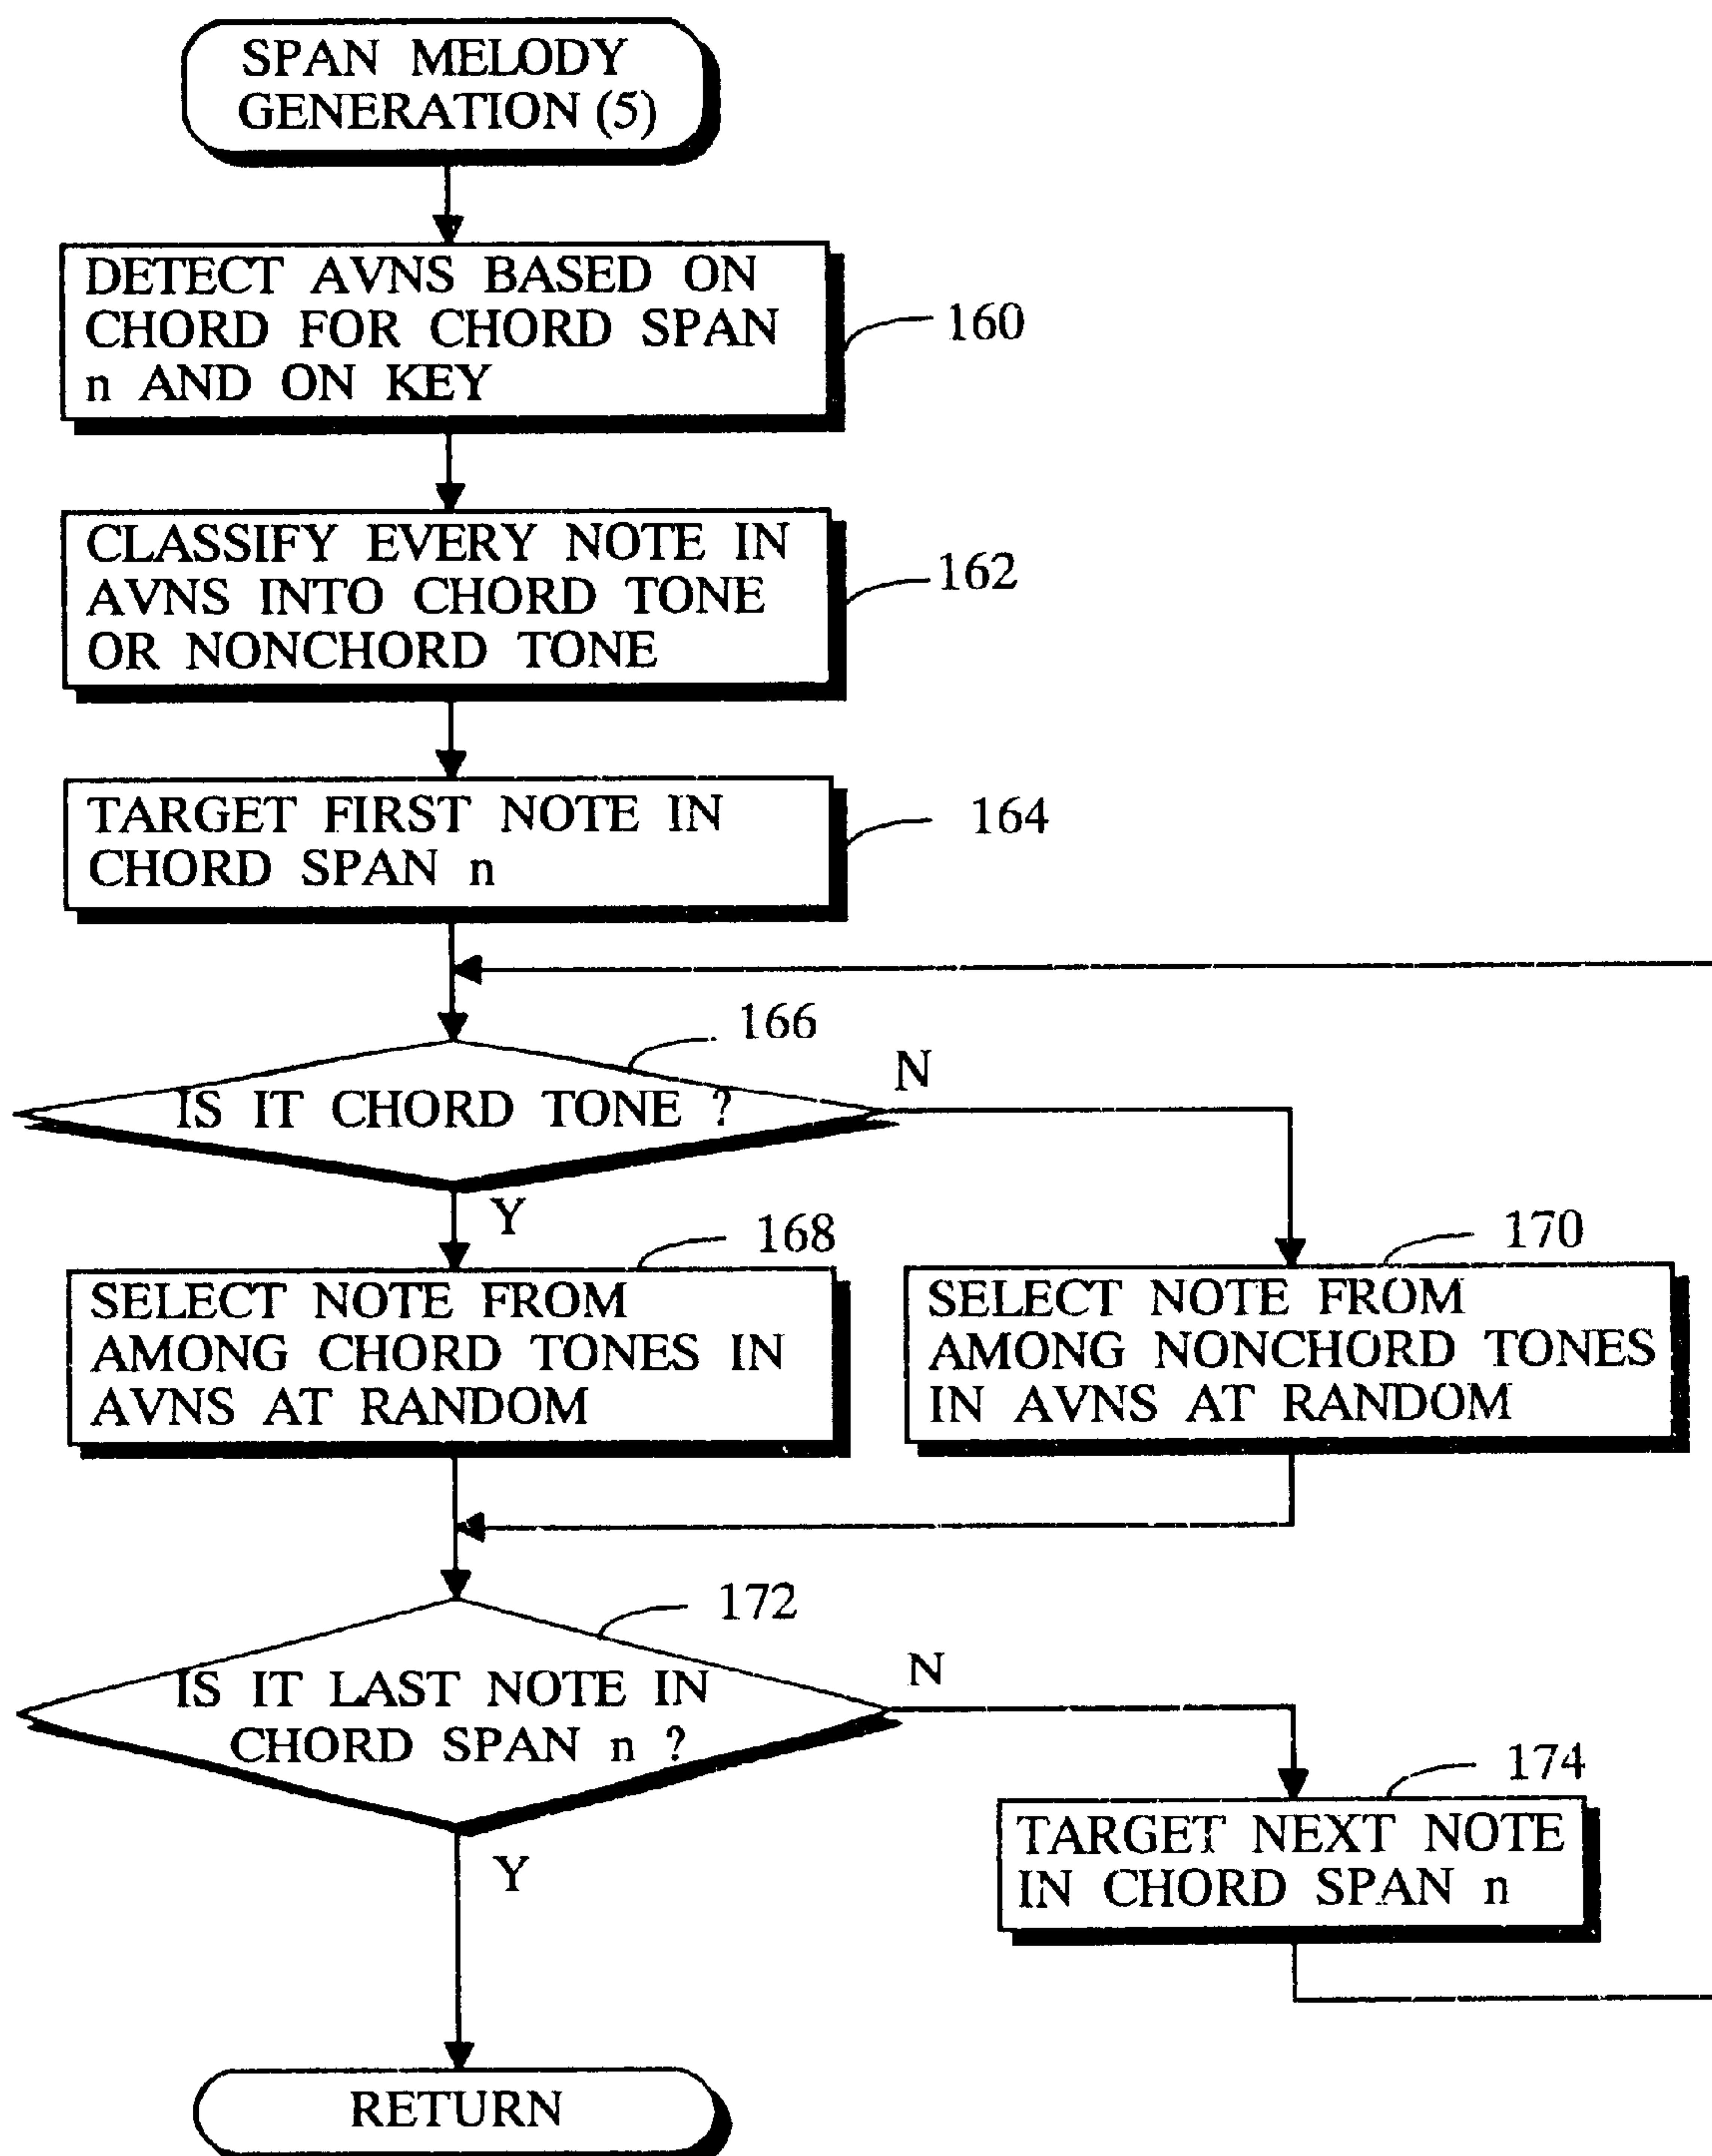 SPAN MELODY
GENERATION (5)
DETECT AVNS BASED ON
CHORD FOR CHORD SPAN
n AND ON KEY
160
CLASSIFY EVERY NOTE IN
AVNS INTO CHORD TONE
OR NONCHORD TONE
162
TARGET FIRST NOTE IN
CHORD SPAN n
164
166
IS IT CHORD TONE ?
N
Y
168
SELECT NOTE FROM
AMONG CHORD TONES IN
AVNS AT RANDOM
170
SELECT NOTE FROM
AMONG NONCHORD TONES
IN AVNS AT RANDOM
172
IS IT LAST NOTE IN
CHORD SPAN n ?
N
Y
174
TARGET NEXT NOTE
IN CHORD SPAN n
RETURN